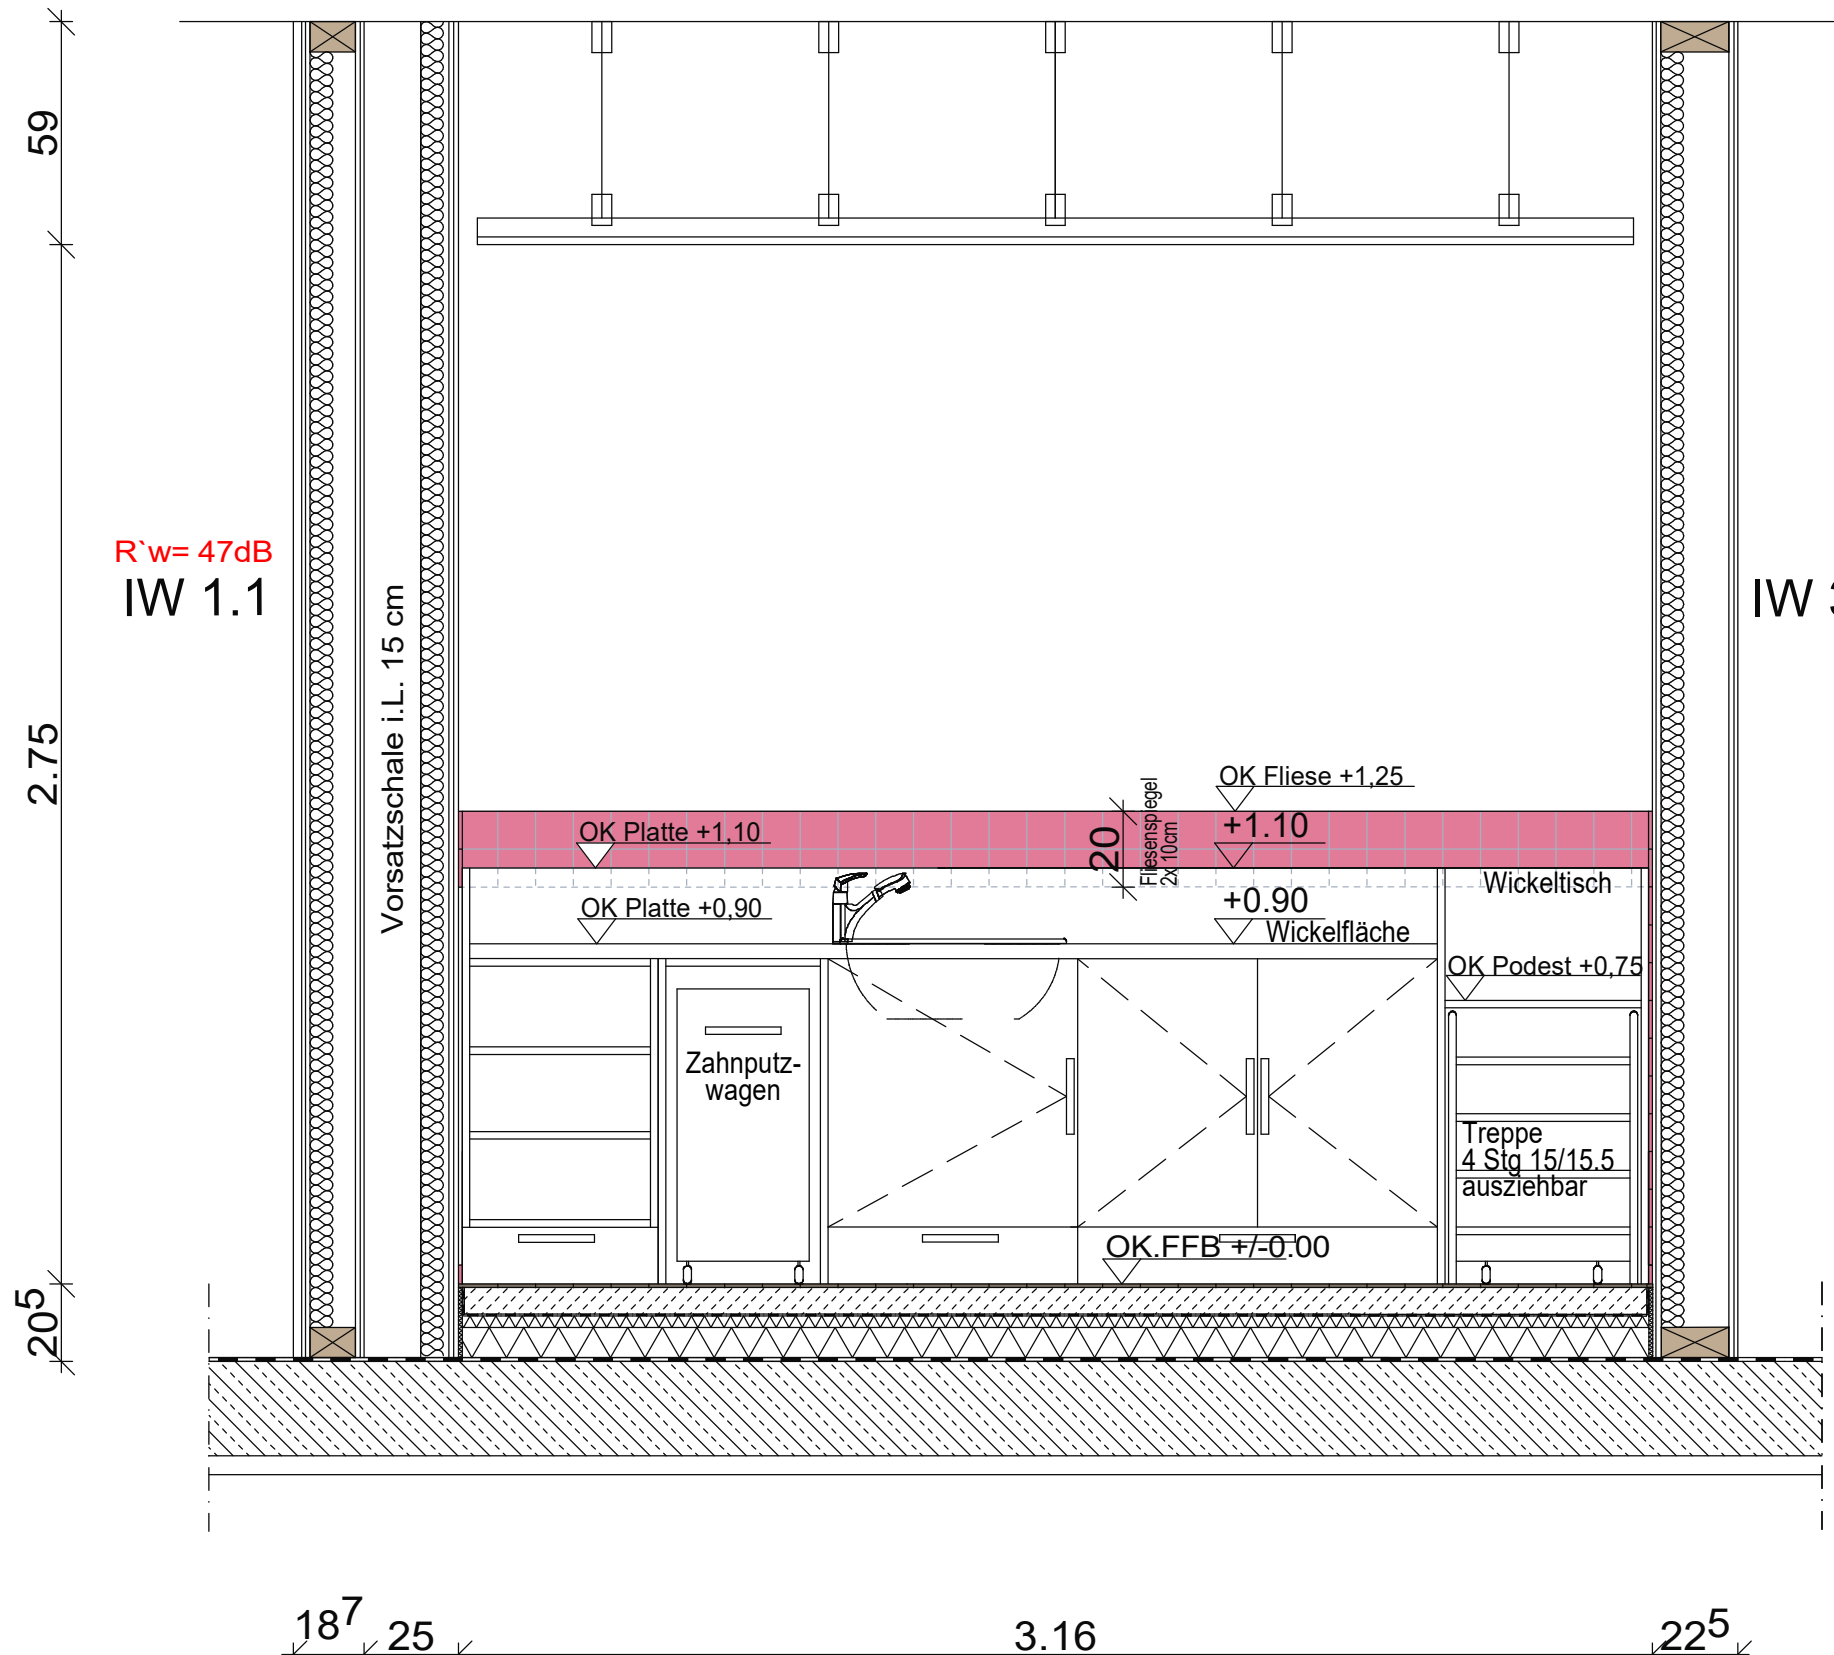 59
2.75
20⁵
R`w= 47dB
IW 1.1
Vorsatzschale i.L. 15 cm
IW
OK Fliese +1,25
OK Platte +1,10
20
Fliesenspiegel
2x 10cm
+1.10
Wickeltisch
OK Platte +0,90
+0.90
Wickelfläche
OK Podest +0,75
Zahnputz-
wagen
Treppe
4 Stg 15/15.5
ausziehbar
OK.FFB +/-0.00
18⁷
25
3.16
22⁵